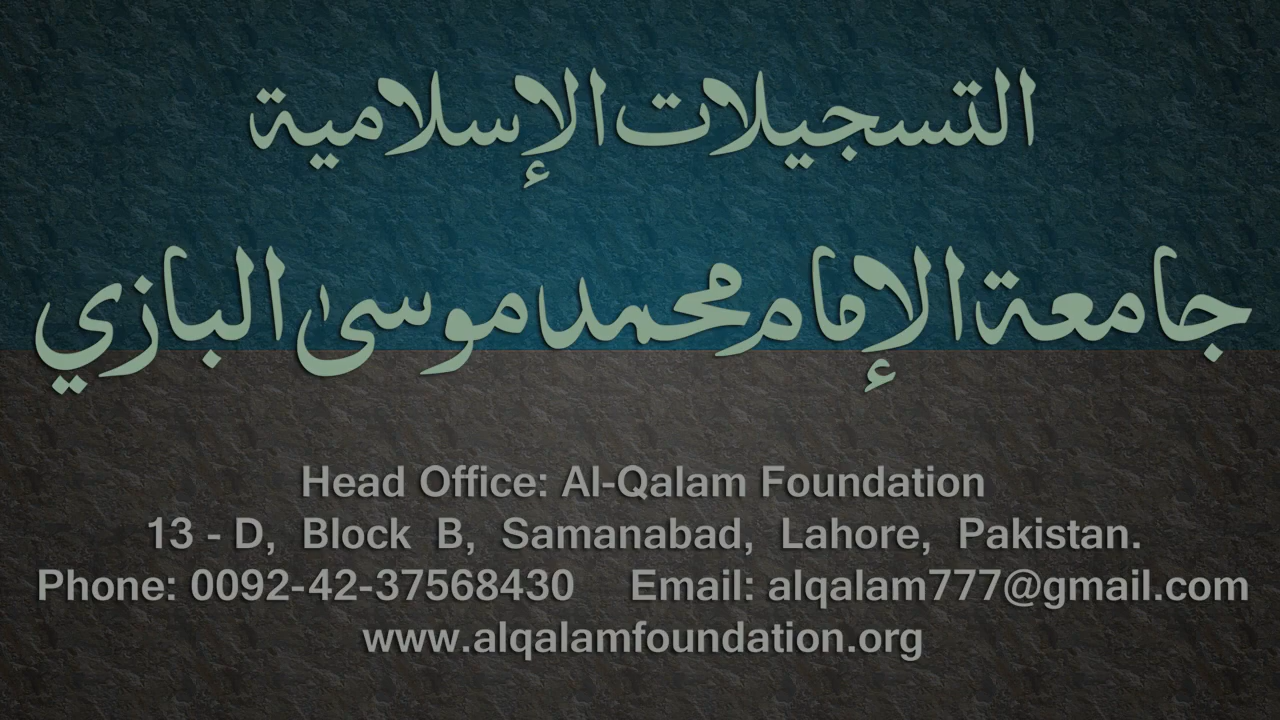 التسجيلات الإسلامية
جامعة الإمام محمد موسىٰ البازي
Head Office: Al-Qalam Foundation
13 - D, Block B, Samanabad, Lahore, Pakistan.
Phone: 0092-42-37568430 Email: alqalam777@gmail.com
www.alqalamfoundation.org